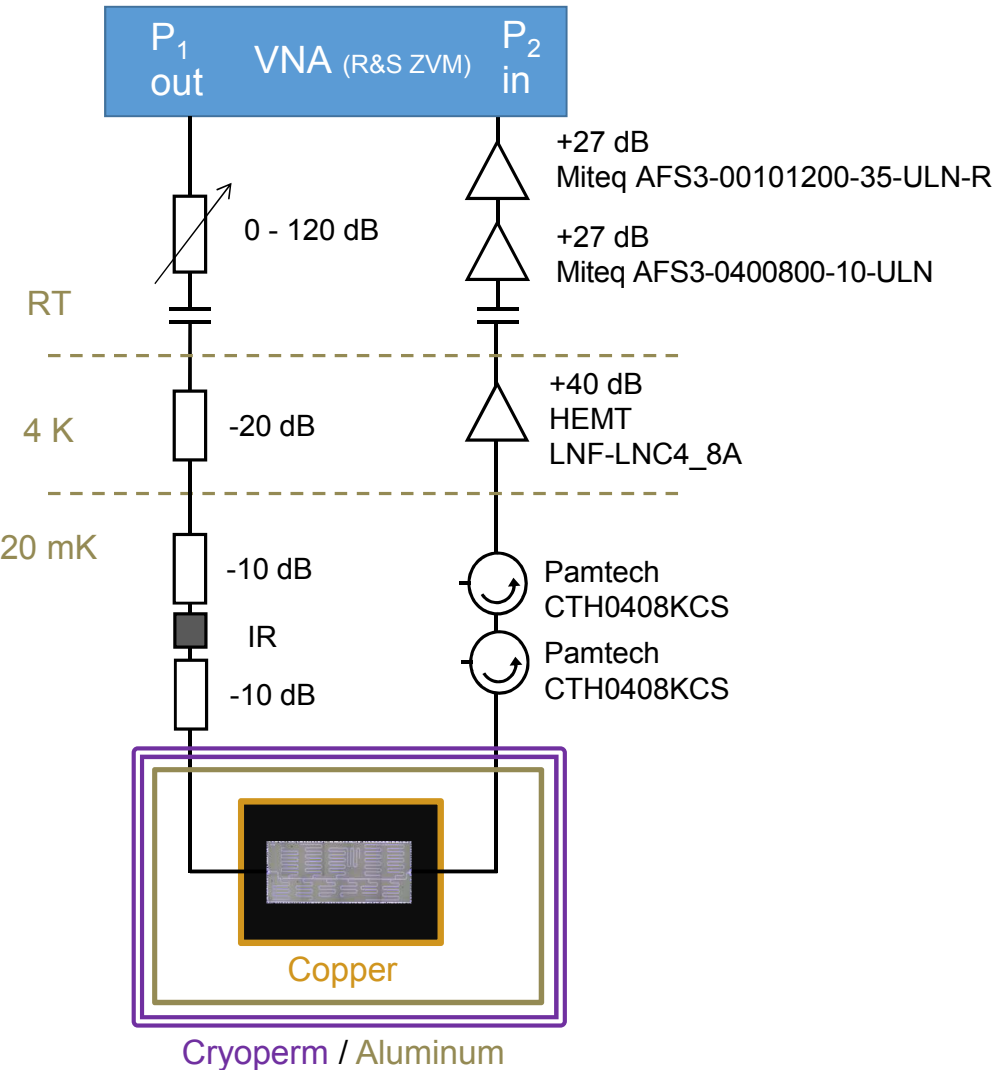 P1 out
VNA (R&S ZVM)
P2 in
+27 dB
Miteq AFS3-00101200-35-ULN-R
0 - 120 dB
+27 dB
Miteq AFS3-0400800-10-ULN
RT
4 K
-20 dB
+40 dB
HEMT
LNF-LNC4_8A
20 mK
-10 dB
IR
-10 dB
Pamtech
CTH0408KCS
Pamtech
CTH0408KCS
Copper
Cryoperm / Aluminum